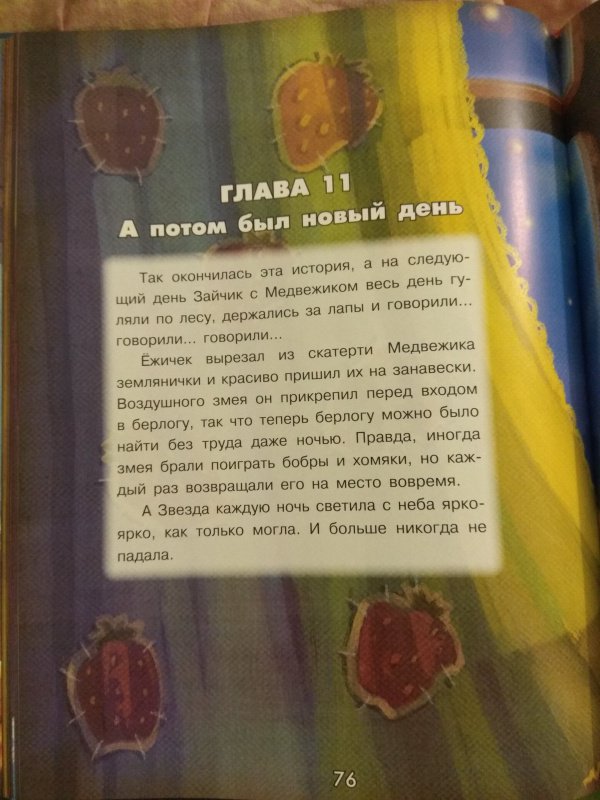 ГЛАВА 11
А потом был новый день
Так окончилась эта история, а на следую-
щий день Зайчик с Медвежиком весь день гу-
ляли по лесу, держались за лапы и говорили...
говорили... говорили...
Ёжичек вырезал из скатерти Медвежика
землянички и красиво пришил их на занавески.
Воздушного змея он прикрепил перед входом
в берлогу, так что теперь берлогу можно было
найти без труда даже ночью. Правда, иногда
змея брали поиграть бобры и хомяки, но каж-
дый раз возвращали его на место вовремя.
А Звезда каждую ночь светила с неба ярко-
ярко, как только могла. И больше никогда не
падала.
76